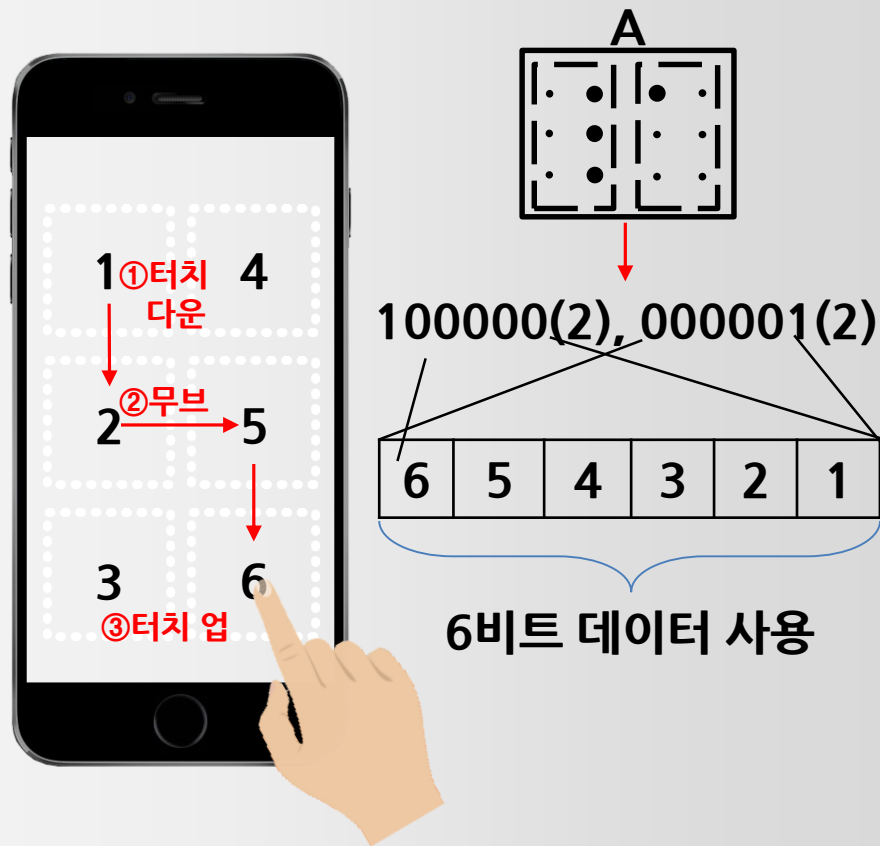 1 ①터치 4
다운
2 ②무브 5
3 6
③터치 업
A
100000(2), 000001(2)
6 5 4 3 2 1
6비트 데이터 사용